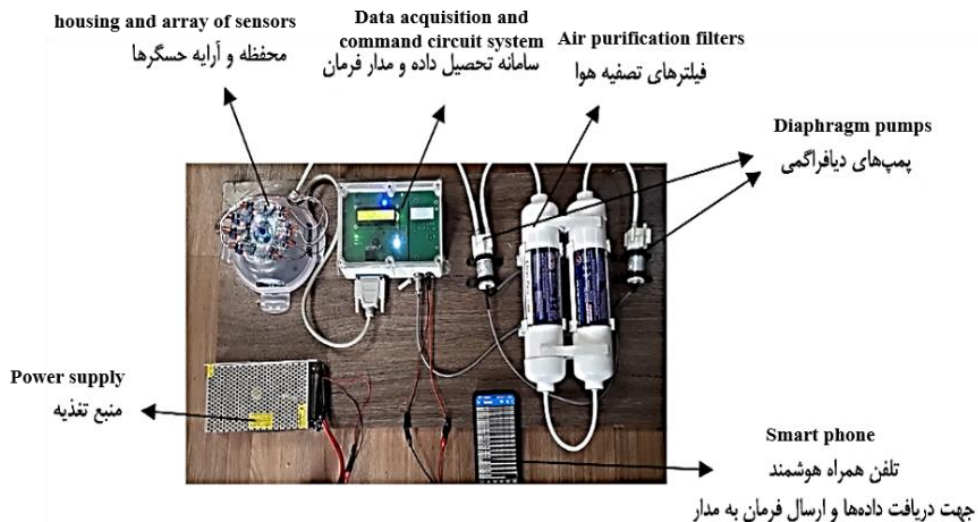 housing and array of sensors
محفظه و آرایه حسگرها
Data acquisition and
command circuit system
سامانه تحصیل داده و مدار فرمان
Air purification filters
فیلترهای تصفیه هوا
Diaphragm pumps
پمپ‌های دیافراگمی
Power supply
منبع تغذیه
Smart phone
تلفن همراه هوشمند
جهت دریافت داده‌ها و ارسال فرمان به مدار